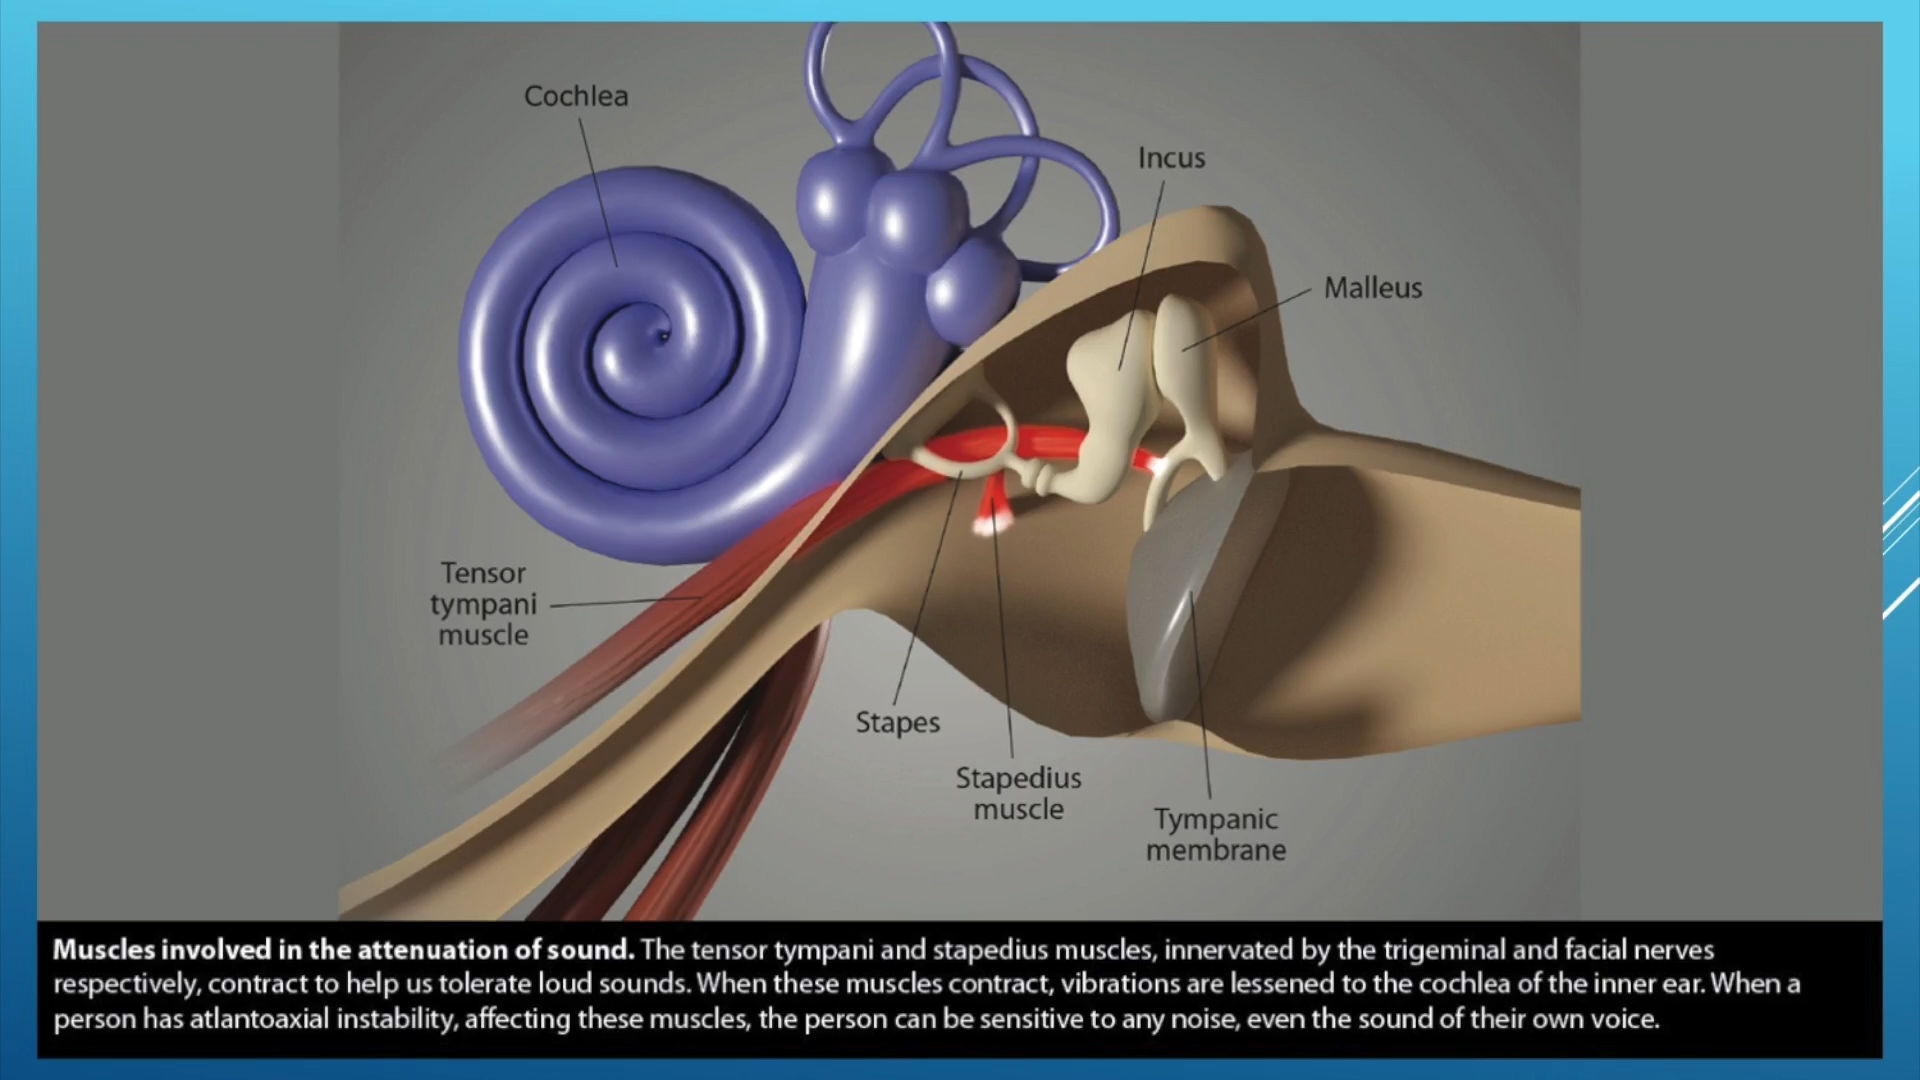 Cochlea
Incus
Malleus
Tensor
tympani
muscle
Stapes
Stapedius
muscle
Tympanic
membrane
Muscles involved in the attenuation of sound. The tensor tympani and stapedius muscles, innervated by the trigeminal and facial nerves
respectively, contract to help us tolerate loud sounds. When these muscles contract, vibrations are lessened to the cochlea of the inner ear. When a
person has atlantoaxial instability, affecting these muscles, the person can be sensitive to any noise, even the sound of their own voice.